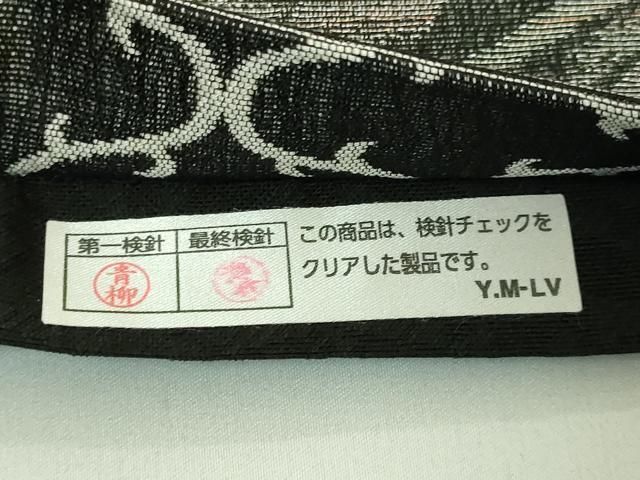 第一検針 最終検針
青柳
この商品は、検針チェックを
クリアした製品です。
Y.M-LV